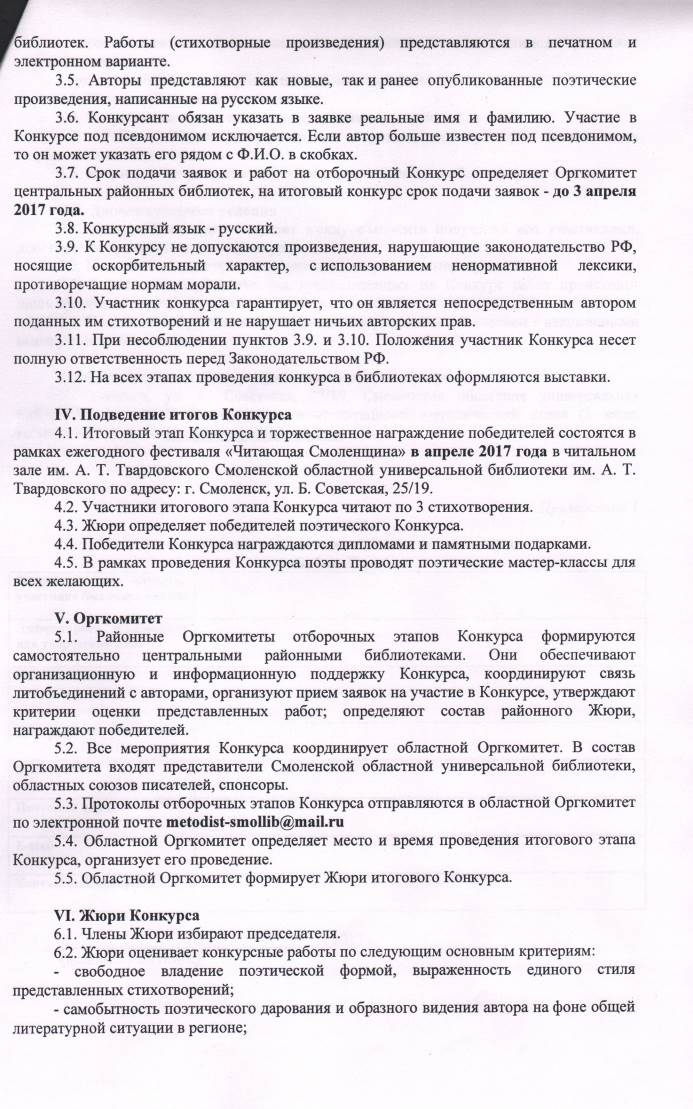 библиотек. Работы (стихотворные произведения) представляются в печатном и
электронном варианте.
3.5. Авторы представляют как новые, так и ранее опубликованные поэтические
произведения, написанные на русском языке.
3.6. Конкурсант обязан указать в заявке реальные имя и фамилию. Участие в
Конкурсе под псевдонимом исключается. Если автор больше известен под псевдонимом,
то он может указать его рядом с Ф.И.О. в скобках.
3.7. Срок подачи заявок и работ на отборочный Конкурс определяет Оргкомитет
центральных районных библиотек, на итоговый конкурс срок подачи заявок - до 3 апреля
2017 года.
3.8. Конкурсный язык - русский.
3.9. К Конкурсу не допускаются произведения, нарушающие законодательство РФ,
носящие оскорбительный характер, с использованием ненормативной лексики,
противоречащие нормам морали.
3.10. Участник конкурса гарантирует, что он является непосредственным автором
поданных им стихотворений и не нарушает ничьих авторских прав.
3.11. При несоблюдении пунктов 3.9. и 3.10. Положения участник Конкурса несет
полную ответственность перед Законодательством РФ.
3.12. На всех этапах проведения конкурса в библиотеках оформляются выставки.
IV. Подведение итогов Конкурса
4.1. Итоговый этап Конкурса и торжественное награждение победителей состоятся в
рамках ежегодного фестиваля «Читающая Смоленщина» в апреле 2017 года в читальном
зале им. А. Т. Твардовского Смоленской областной универсальной библиотеки им. А. Т.
Твардовского по адресу: г. Смоленск, ул. Б. Советская, 25/19.
4.2. Участники итогового этапа Конкурса читают по 3 стихотворения.
4.3. Жюри определяет победителей поэтического Конкурса.
4.4. Победители Конкурса награждаются дипломами и памятными подарками.
4.5. В рамках проведения Конкурса поэты проводят поэтические мастер-классы для
всех желающих.
V. Оргкомитет
5.1. Районные Оргкомитеты отборочных этапов Конкурса формируются
самостоятельно центральными районными библиотеками. Они обеспечивают
организационную и информационную поддержку Конкурса, координируют связь
литобъединений с авторами, организуют прием заявок на участие в Конкурсе, утверждают
критерии оценки представленных работ; определяют состав районного Жюри,
награждают победителей.
5.2. Все мероприятия Конкурса координирует областной Оргкомитет. В состав
Оргкомитета входят представители Смоленской областной универсальной библиотеки,
областных союзов писателей, спонсоры.
5.3. Протоколы отборочных этапов Конкурса отправляются в областной Оргкомитет
по электронной почте metodist-smollib@mail.ru
5.4. Областной Оргкомитет определяет место и время проведения итогового этапа
Конкурса, организует его проведение.
5.5. Областной Оргкомитет формирует Жюри итогового Конкурса.
VI. Жюри Конкурса
6.1. Члены Жюри избирают председателя.
6.2. Жюри оценивает конкурсные работы по следующим основным критериям:
- свободное владение поэтической формой, выраженность единого стиля
представленных стихотворений;
- самобытность поэтического дарования и образного видения автора на фоне общей
литературной ситуации в регионе;